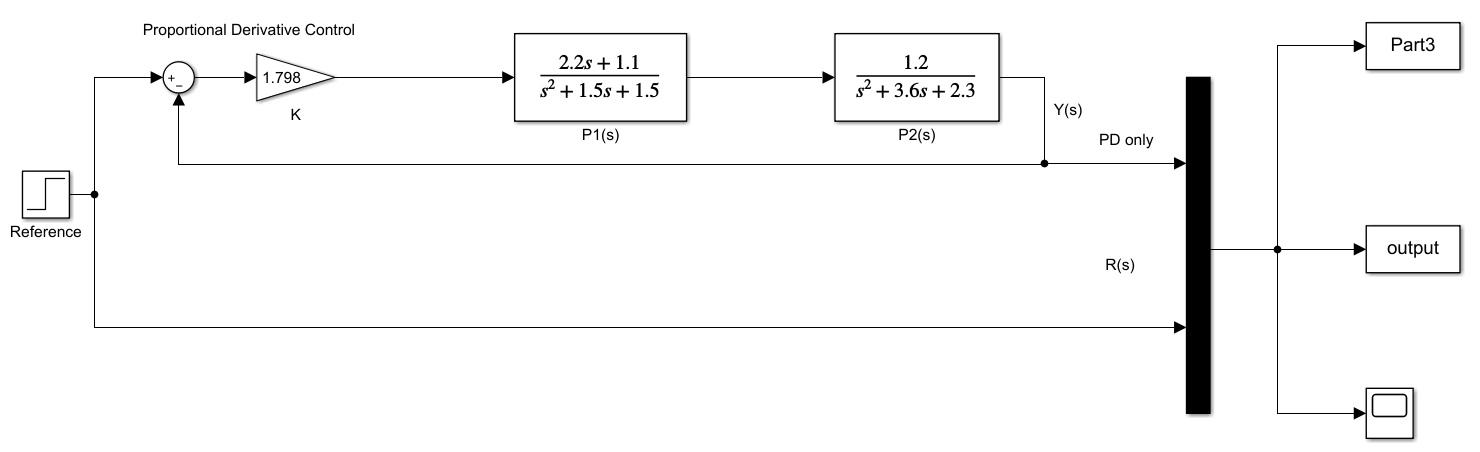 Proportional Derivative Control
Part3
+
−
1.798
K
2.2s + 1.1
s² + 1.5s + 1.5
P1(s)
1.2
s² + 3.6s + 2.3
P2(s)
Y(s)
PD only
Reference
R(s)
output